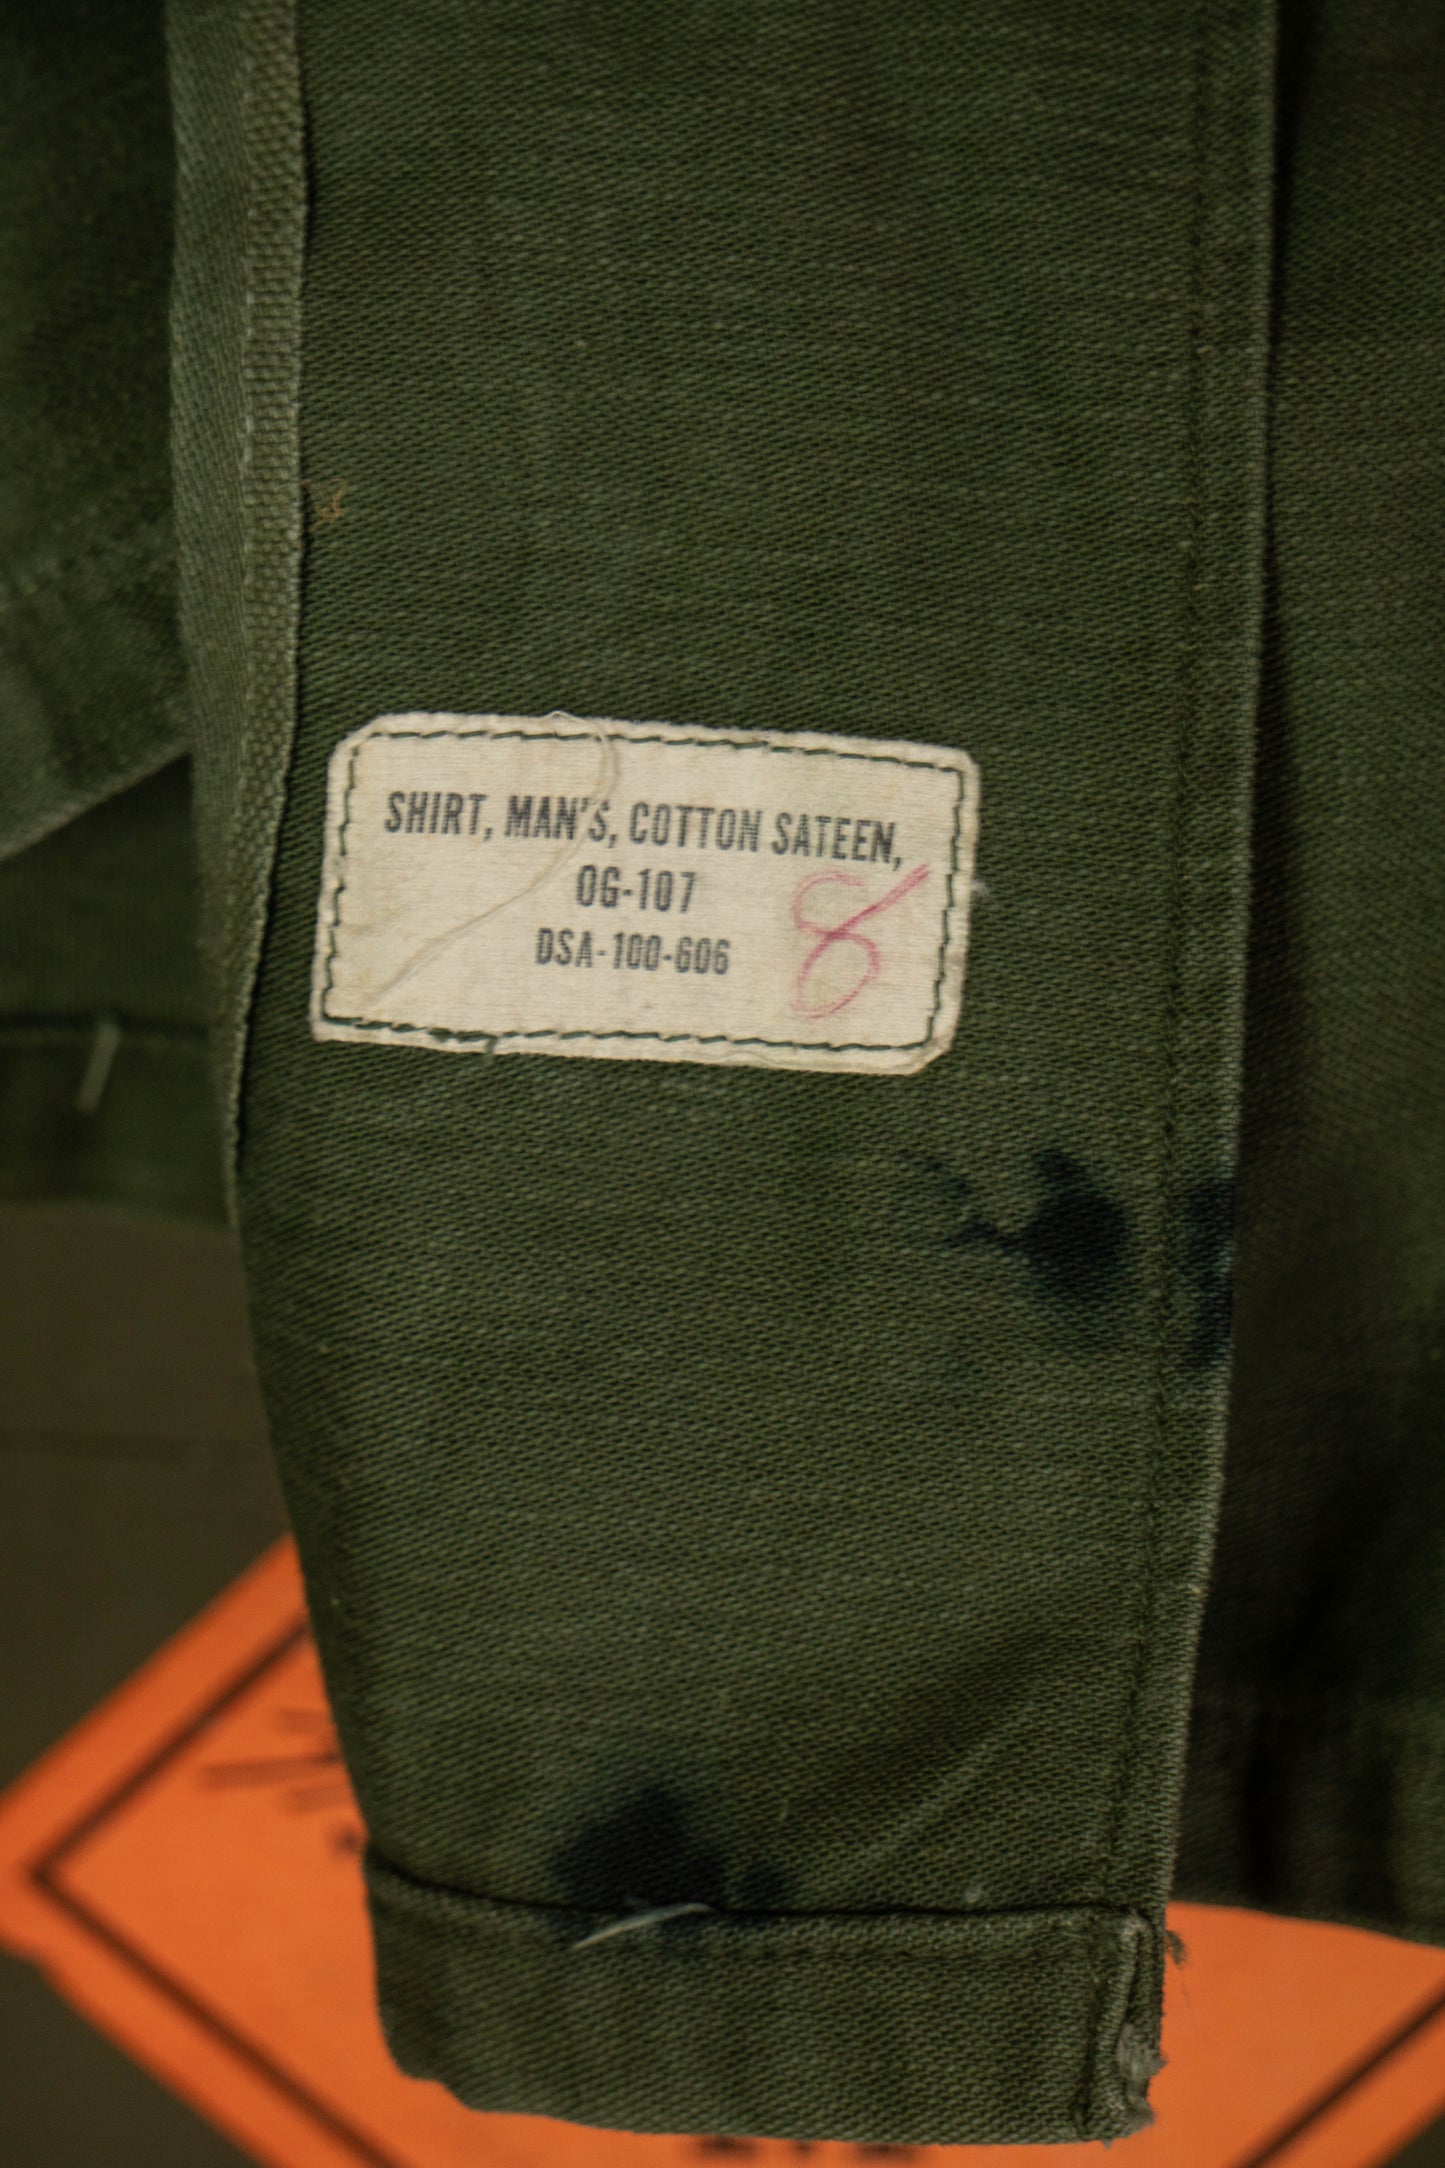 SHIRT, MAN'S, COTTON SATEEN,
OG-107
DSA-100-606
8